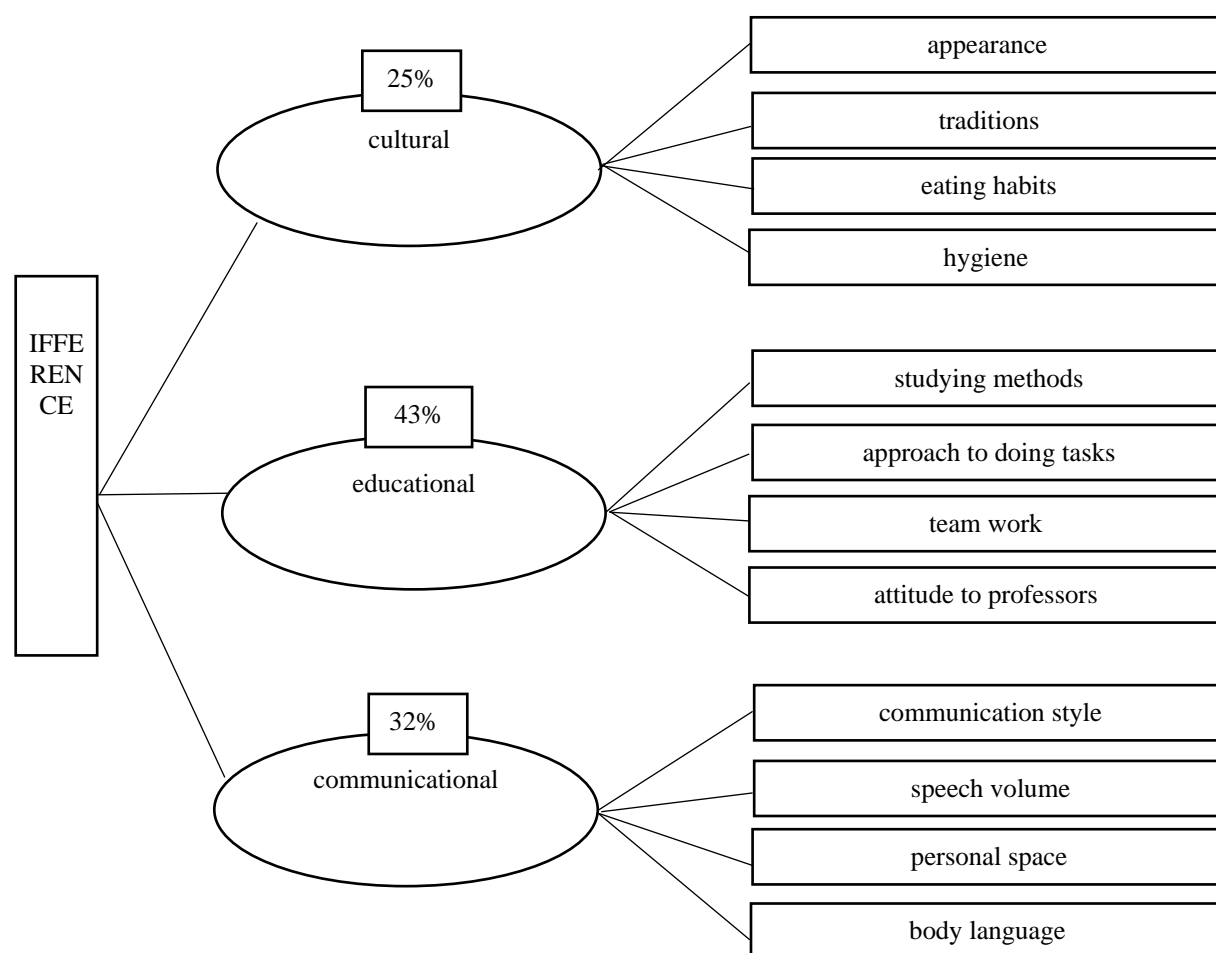 IFFE
REN
CE
25%
cultural
appearance
traditions
eating habits
hygiene
43%
educational
studying methods
approach to doing tasks
team work
attitude to professors
32%
communicational
communication style
speech volume
personal space
body language